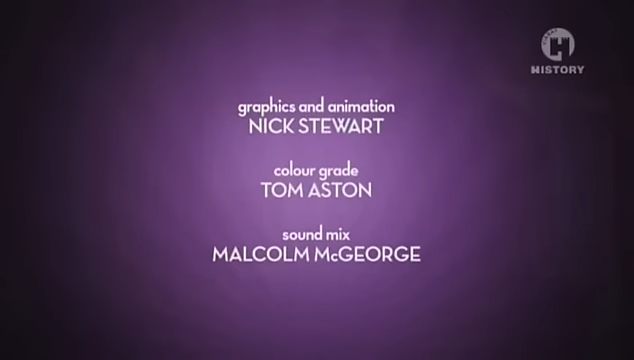 HISTORY
graphics and animation
NICK STEWART
colour grade
TOM ASTON
sound mix
MALCOLM McGEORGE